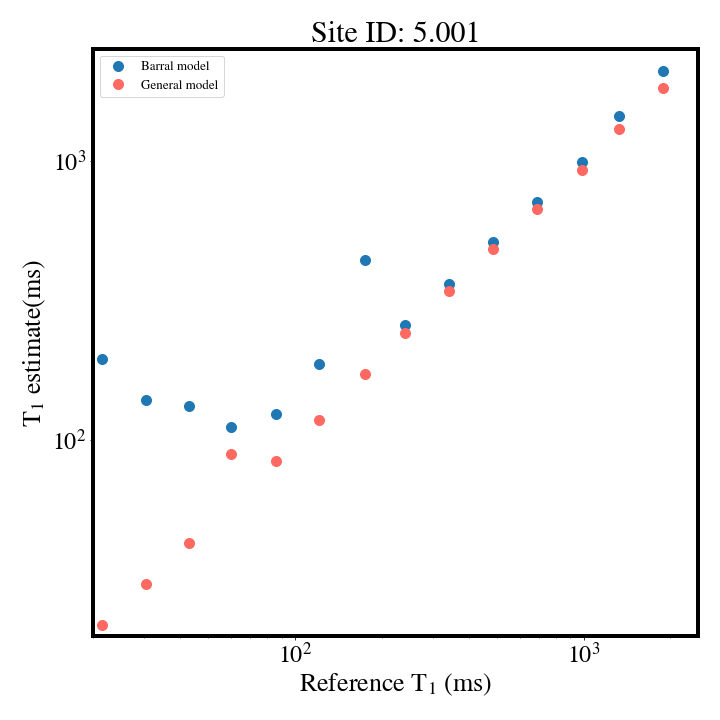 Site ID: 5.001
Barral model
General model
10³
10²
T₁ estimate(ms)
10² 10³
Reference T₁ (ms)